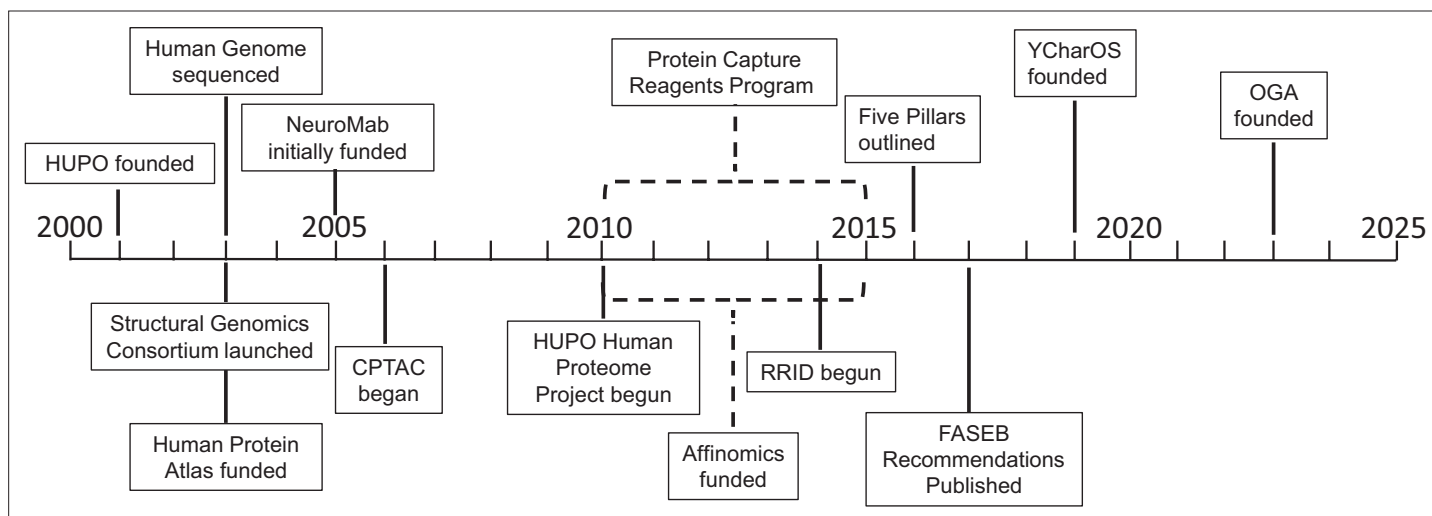 Human Genome
sequenced
Protein Capture
Reagents Program
YCharOS
founded
OGA
founded
NeuroMab
initially funded
Five Pillars
outlined
HUPO founded
2000
2005
2010
2015
2020
2025
Structural Genomics
Consortium launched
CPTAC
began
HUPO Human
Proteome
Project begun
RRID begun
Human Protein
Atlas funded
Affinomics
funded
FASEB
Recommendations
Published